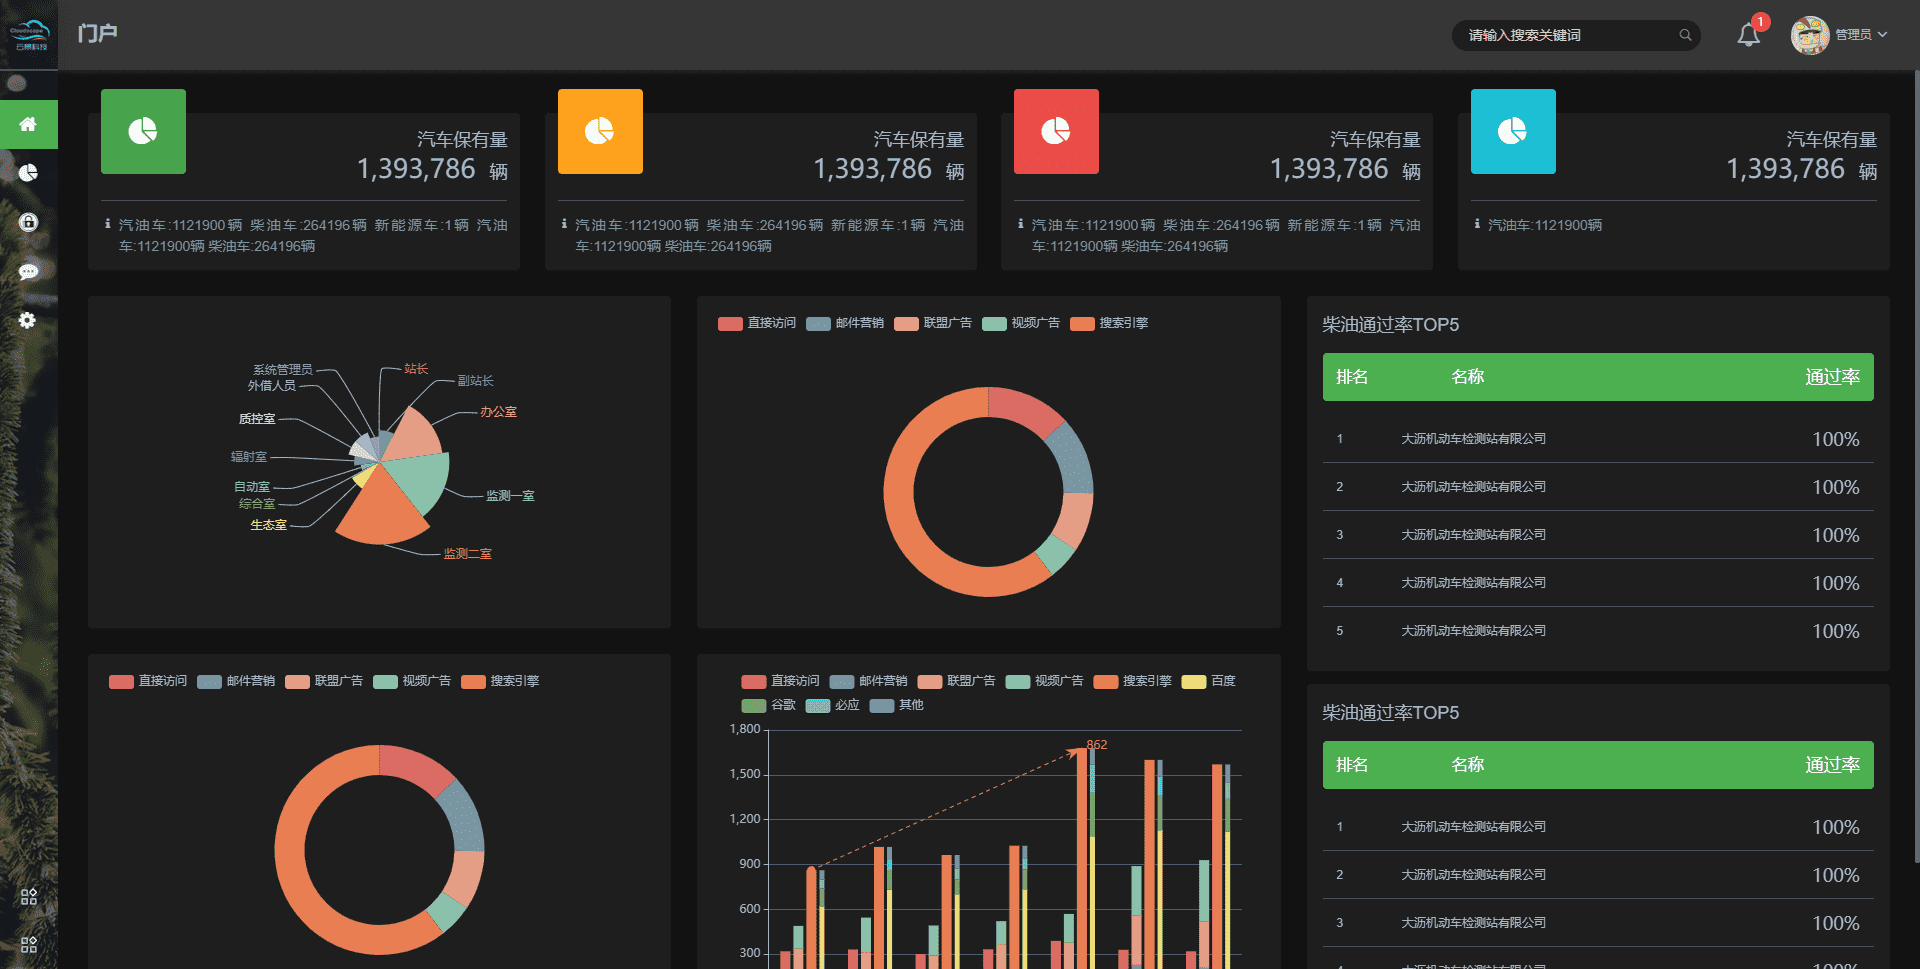 Cloudscape
云景科技
门户
请输入搜索关键词
1
管理员
汽车保有量
1,393,786 辆
汽油车:1121900辆 柴油车:264196辆 新能源车:1辆 汽油
车:1121900辆 柴油车:264196辆
汽车保有量
1,393,786 辆
汽油车:1121900辆 柴油车:264196辆 新能源车:1辆 汽油
车:1121900辆 柴油车:264196辆
汽车保有量
1,393,786 辆
汽油车:1121900辆 柴油车:264196辆 新能源车:1辆 汽油
车:1121900辆 柴油车:264196辆
汽车保有量
1,393,786 辆
汽油车:1121900辆
系统管理员
外借人员
质控室
辐射室
自动室
综合室
生态室
站长
副站长
办公室
监测一室
监测二室
直接访问 邮件营销 联盟广告 视频广告 搜索引擎
柴油通过率TOP5
排名 名称 通过率
1 大沥机动车检测站有限公司 100%
2 大沥机动车检测站有限公司 100%
3 大沥机动车检测站有限公司 100%
4 大沥机动车检测站有限公司 100%
5 大沥机动车检测站有限公司 100%
直接访问 邮件营销 联盟广告 视频广告 搜索引擎
直接访问 邮件营销 联盟广告 视频广告 搜索引擎 百度
谷歌 必应 其他
1,800
1,500
1,200
900
600
300
862
柴油通过率TOP5
排名 名称 通过率
1 大沥机动车检测站有限公司 100%
2 大沥机动车检测站有限公司 100%
3 大沥机动车检测站有限公司 100%